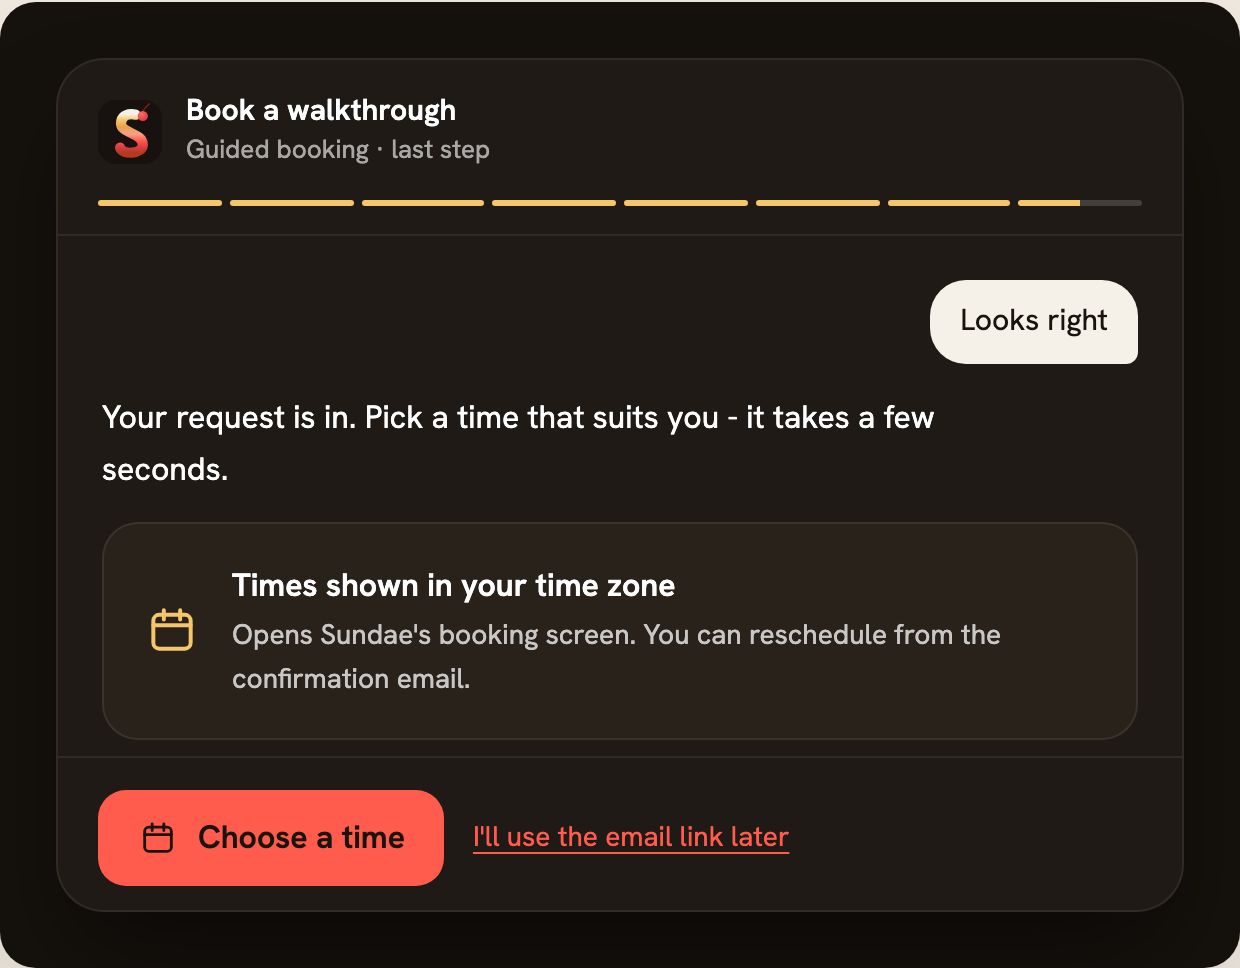 Book a walkthrough
Guided booking · last step
Looks right
Your request is in. Pick a time that suits you - it takes a few
seconds.
Times shown in your time zone
Opens Sundae's booking screen. You can reschedule from the
confirmation email.
Choose a time
I'll use the email link later